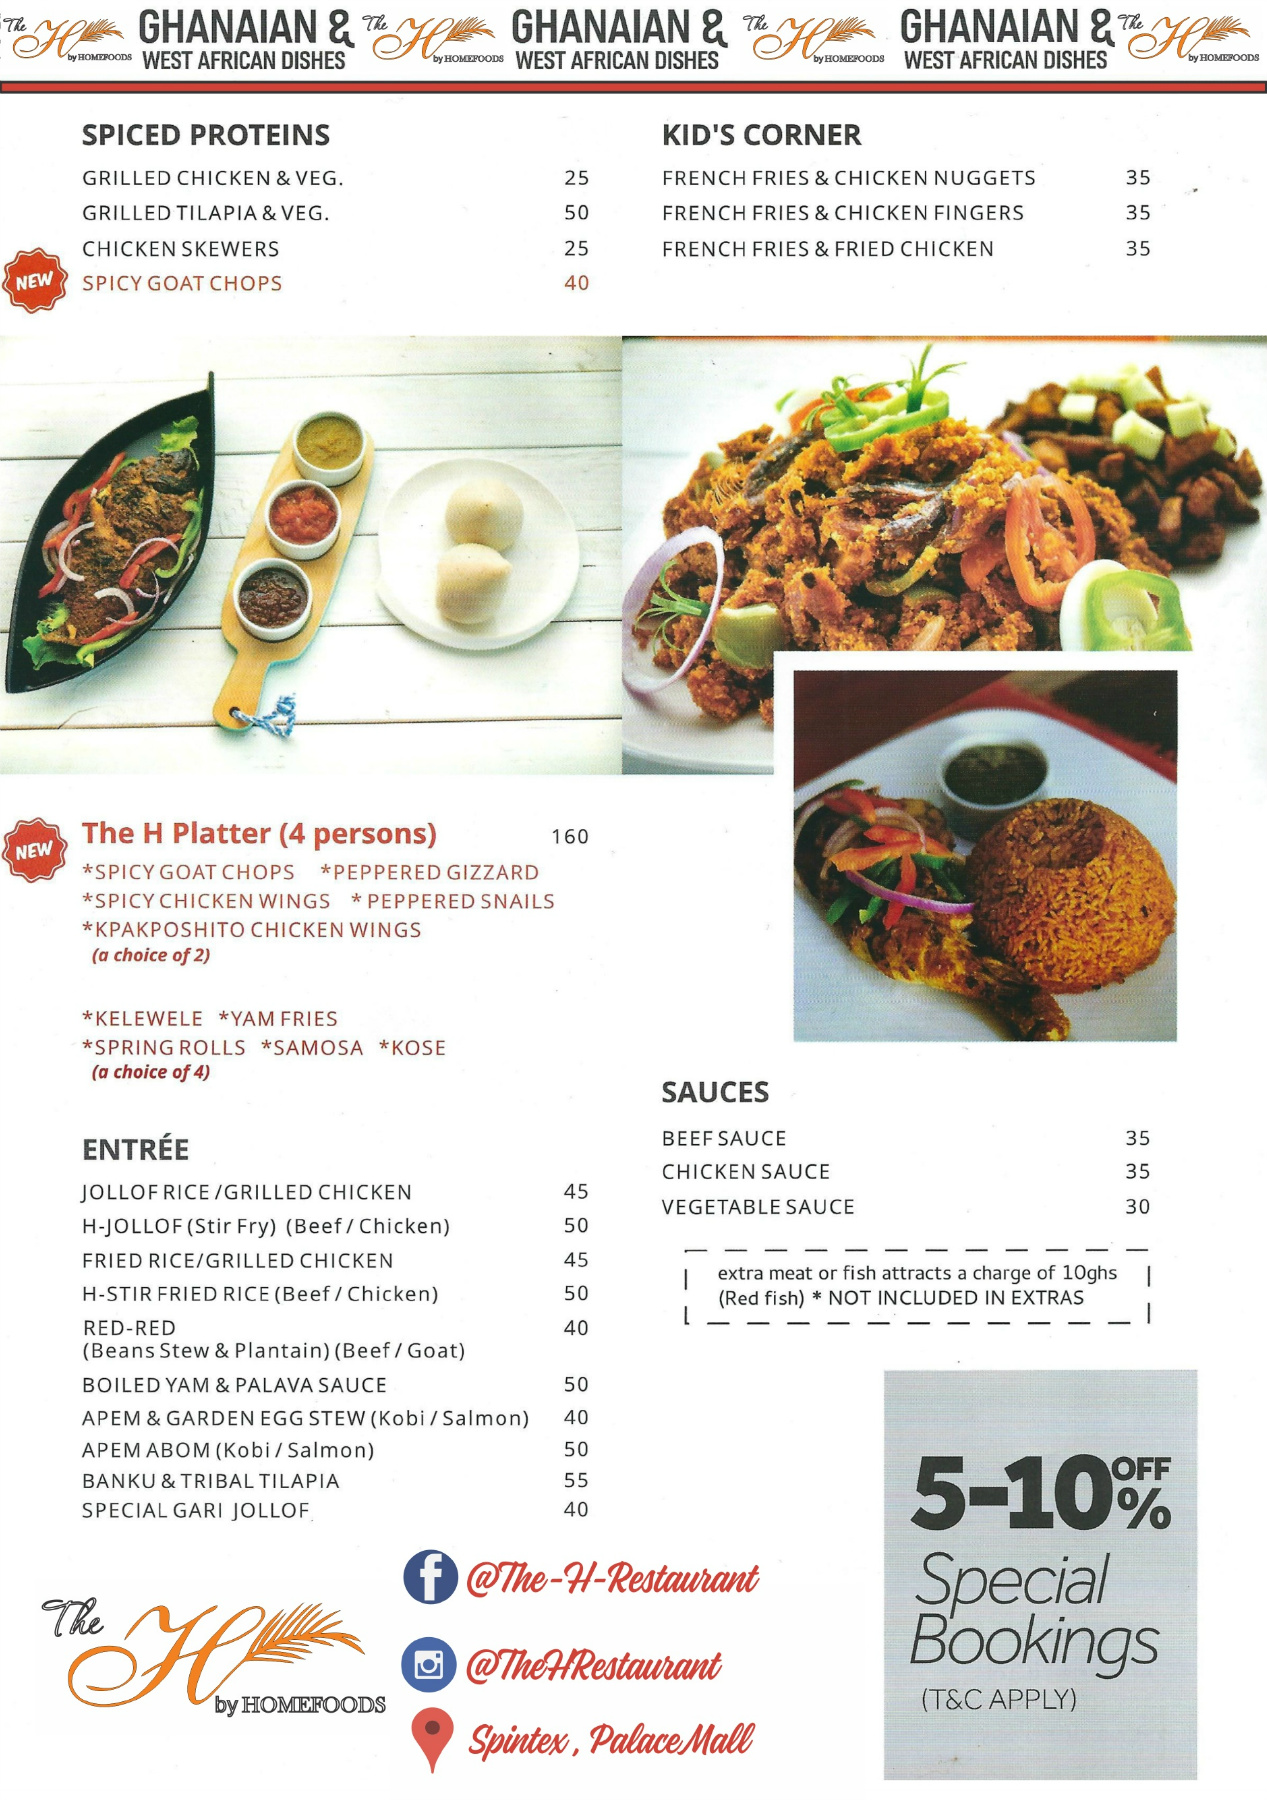 The H by HOMEFOODS GHANAIAN & WEST AFRICAN DISHES The H by HOMEFOODS GHANAIAN & WEST AFRICAN DISHES The H by HOMEFOODS GHANAIAN & WEST AFRICAN DISHES The H by HOMEFOODS
SPICED PROTEINS
GRILLED CHICKEN & VEG. 25
GRILLED TILAPIA & VEG. 50
CHICKEN SKEWERS 25
NEW SPICY GOAT CHOPS 40
KID'S CORNER
FRENCH FRIES & CHICKEN NUGGETS 35
FRENCH FRIES & CHICKEN FINGERS 35
FRENCH FRIES & FRIED CHICKEN 35
NEW The H Platter (4 persons) 160
*SPICY GOAT CHOPS *PEPPERED GIZZARD
*SPICY CHICKEN WINGS * PEPPERED SNAILS
*KPAKPOSHITO CHICKEN WINGS
(a choice of 2)
*KELEWELE *YAM FRIES
*SPRING ROLLS *SAMOSA *KOSE
(a choice of 4)
ENTRÉE
JOLLOF RICE /GRILLED CHICKEN 45
H-JOLLOF (Stir Fry) (Beef / Chicken) 50
FRIED RICE/GRILLED CHICKEN 45
H-STIR FRIED RICE (Beef / Chicken) 50
RED-RED 40
(Beans Stew & Plantain) (Beef / Goat)
BOILED YAM & PALAVA SAUCE 50
APEM & GARDEN EGG STEW (Kobi / Salmon) 40
APEM ABOM (Kobi / Salmon) 50
BANKU & TRIBAL TILAPIA 55
SPECIAL GARI JOLLOF 40
SAUCES
BEEF SAUCE 35
CHICKEN SAUCE 35
VEGETABLE SAUCE 30
extra meat or fish attracts a charge of 10ghs
(Red fish) * NOT INCLUDED IN EXTRAS
5-10% OFF
Special
Bookings
(T&C APPLY)
The H by HOMEFOODS
@The-H-Restaurant
@TheHRestaurant
Spintex, Palace Mall